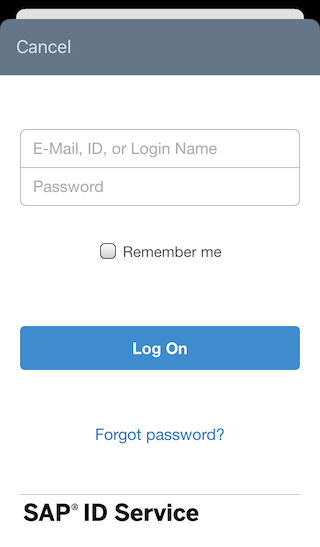 Cancel
E-Mail, ID, or Login Name
Password
Remember me
Log On
Forgot password?
SAP® ID Service